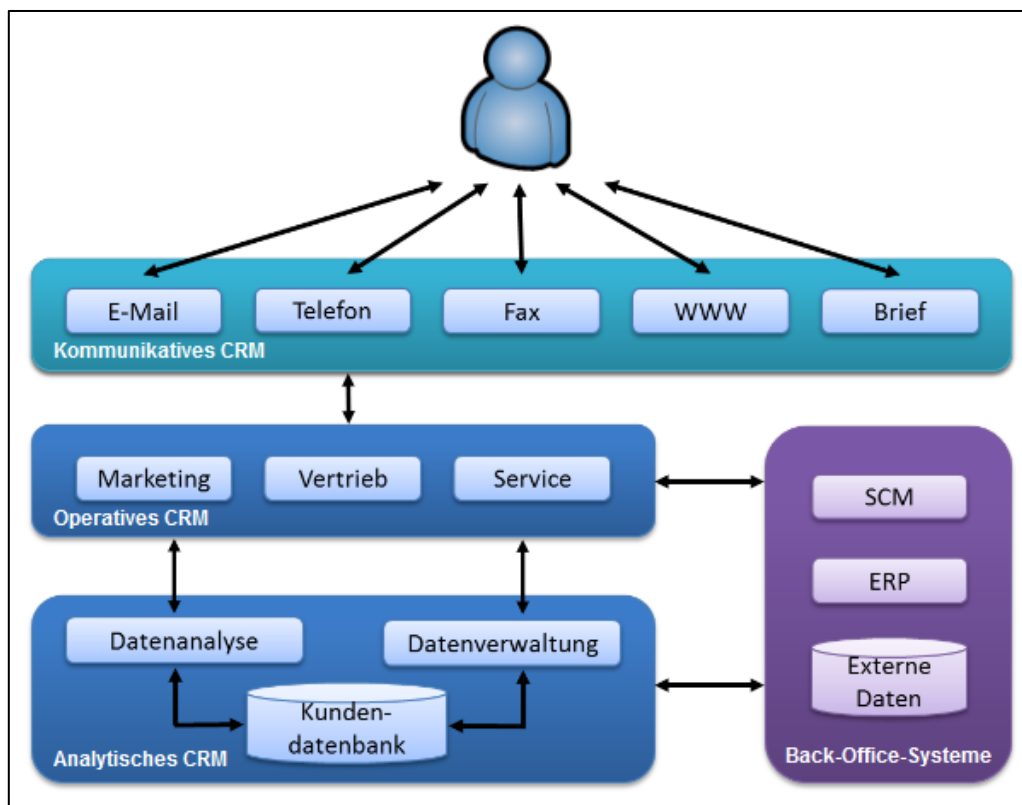 E-Mail
Telefon
Fax
WWW
Brief
Kommunikatives CRM
Marketing
Vertrieb
Service
Operatives CRM
SCM
ERP
Externe
Daten
Back-Office-Systeme
Datenanalyse
Datenverwaltung
Kunden-
datenbank
Analytisches CRM